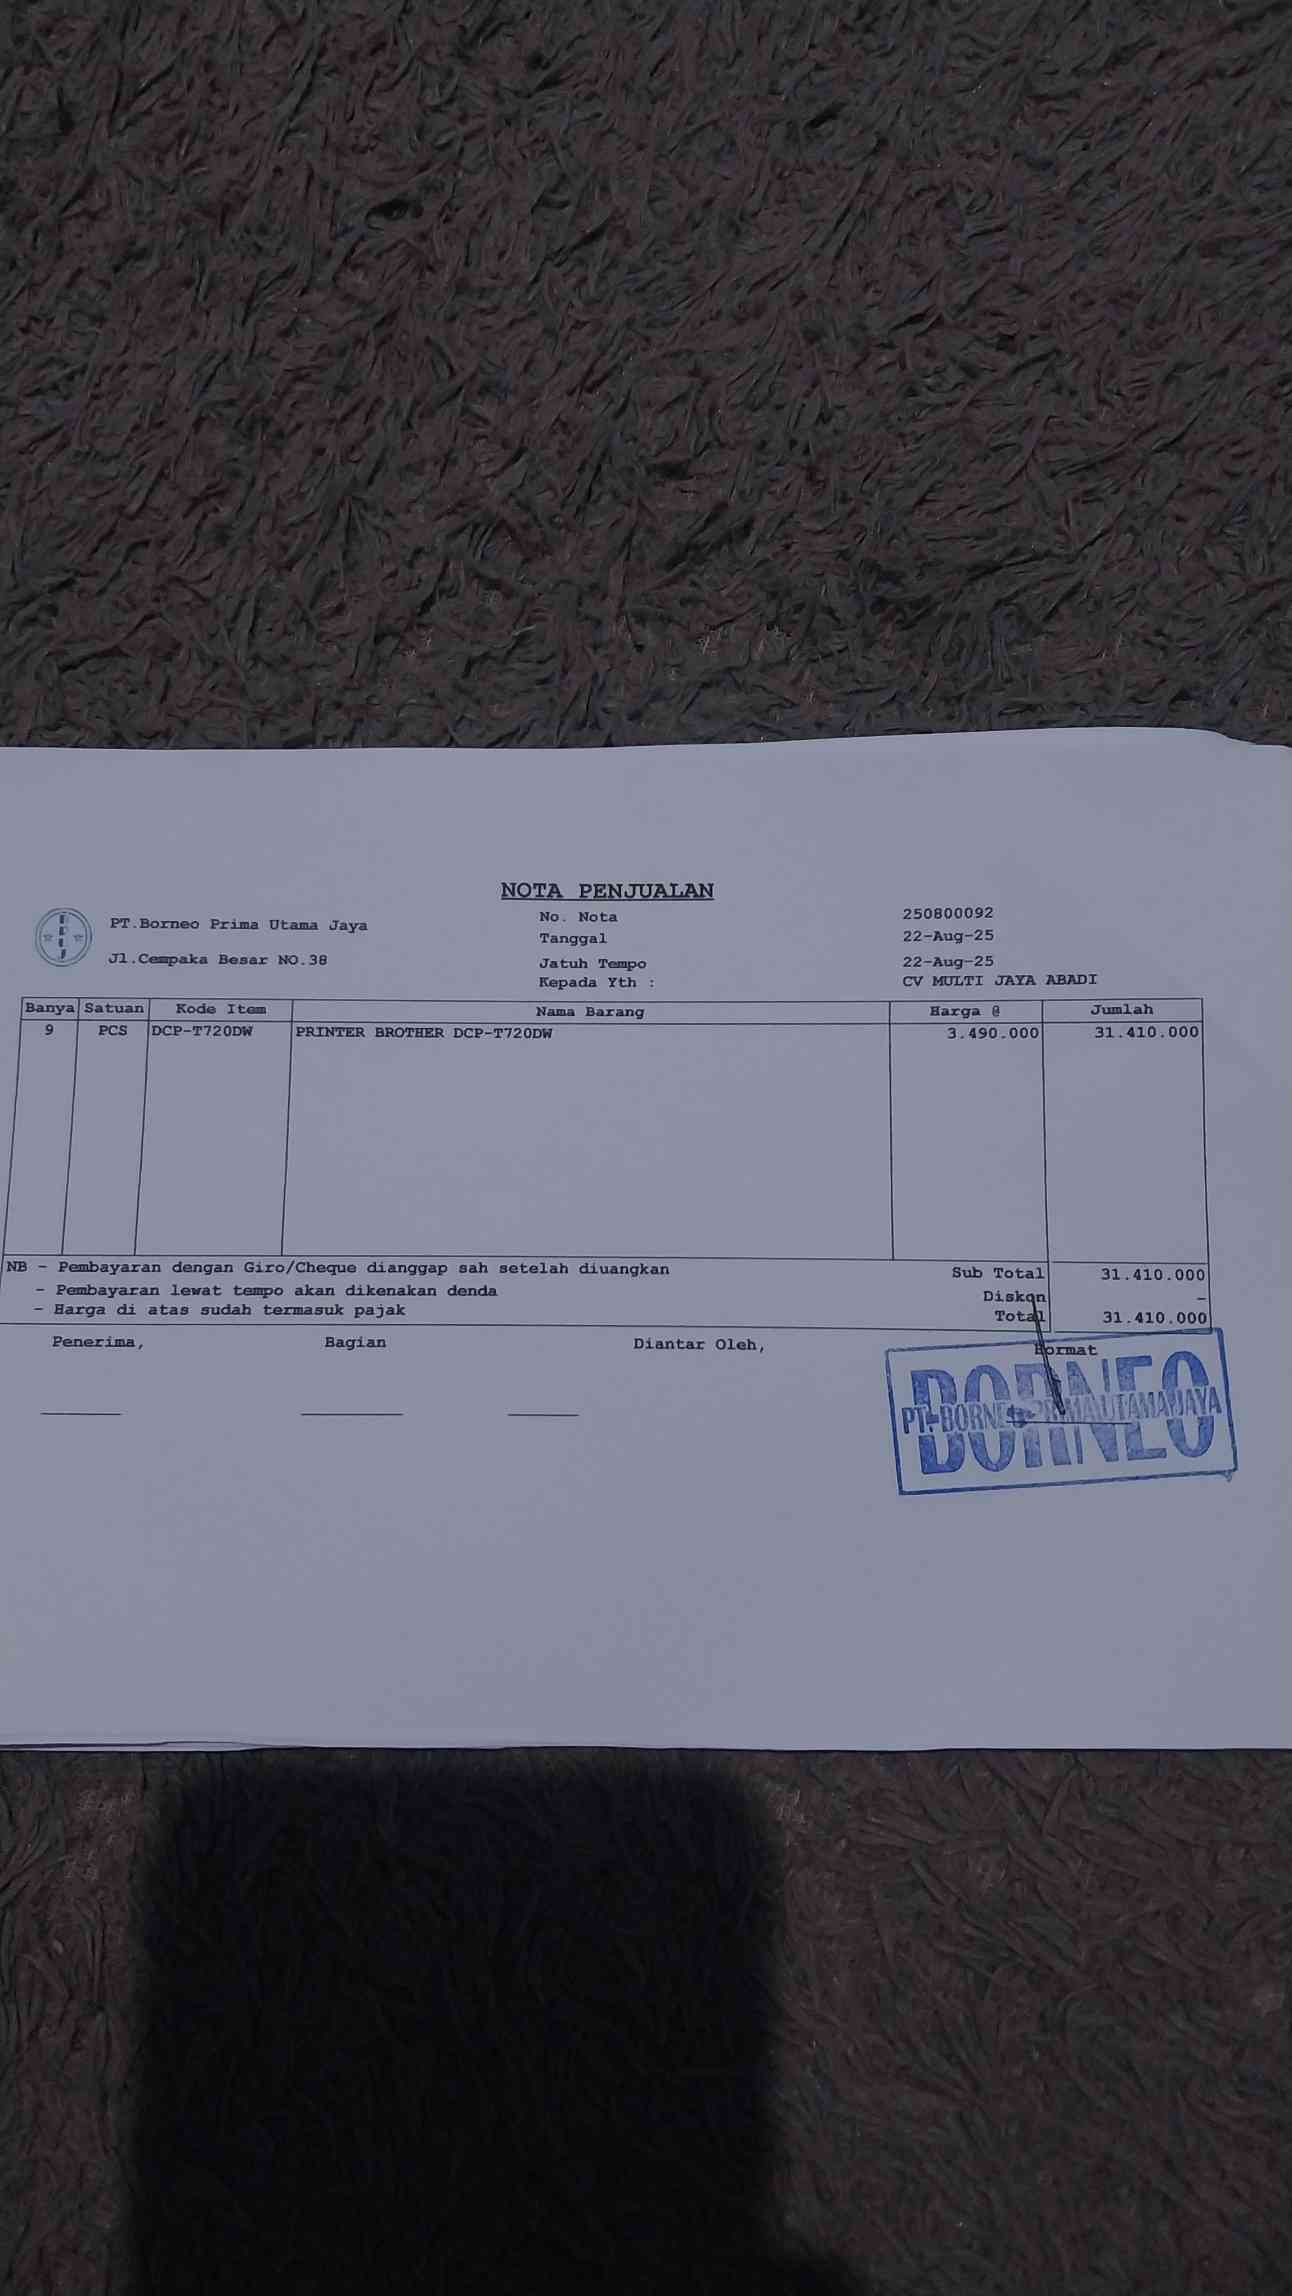 NOTA PENJUALAN
PT.Borneo Prima Utama Jaya
Jl.Cempaka Besar NO.38
No. Nota 250800092
Tanggal 22-Aug-25
Jatuh Tempo 22-Aug-25
Kepada Yth : CV MULTI JAYA ABADI
Banya Satuan Kode Item Nama Barang Harga @ Jumlah
9 PCS DCP-T720DW PRINTER BROTHER DCP-T720DW 3.490.000 31.410.000
NB - Pembayaran dengan Giro/Cheque dianggap sah setelah diuangkan
- Pembayaran lewat tempo akan dikenakan denda
- Harga di atas sudah termasuk pajak
Sub Total 31.410.000
Diskon -
Total 31.410.000
Penerima, Bagian Diantar Oleh, Hormat
BORNEO
PT. BORNEO PRIMA UTAMA JAYA